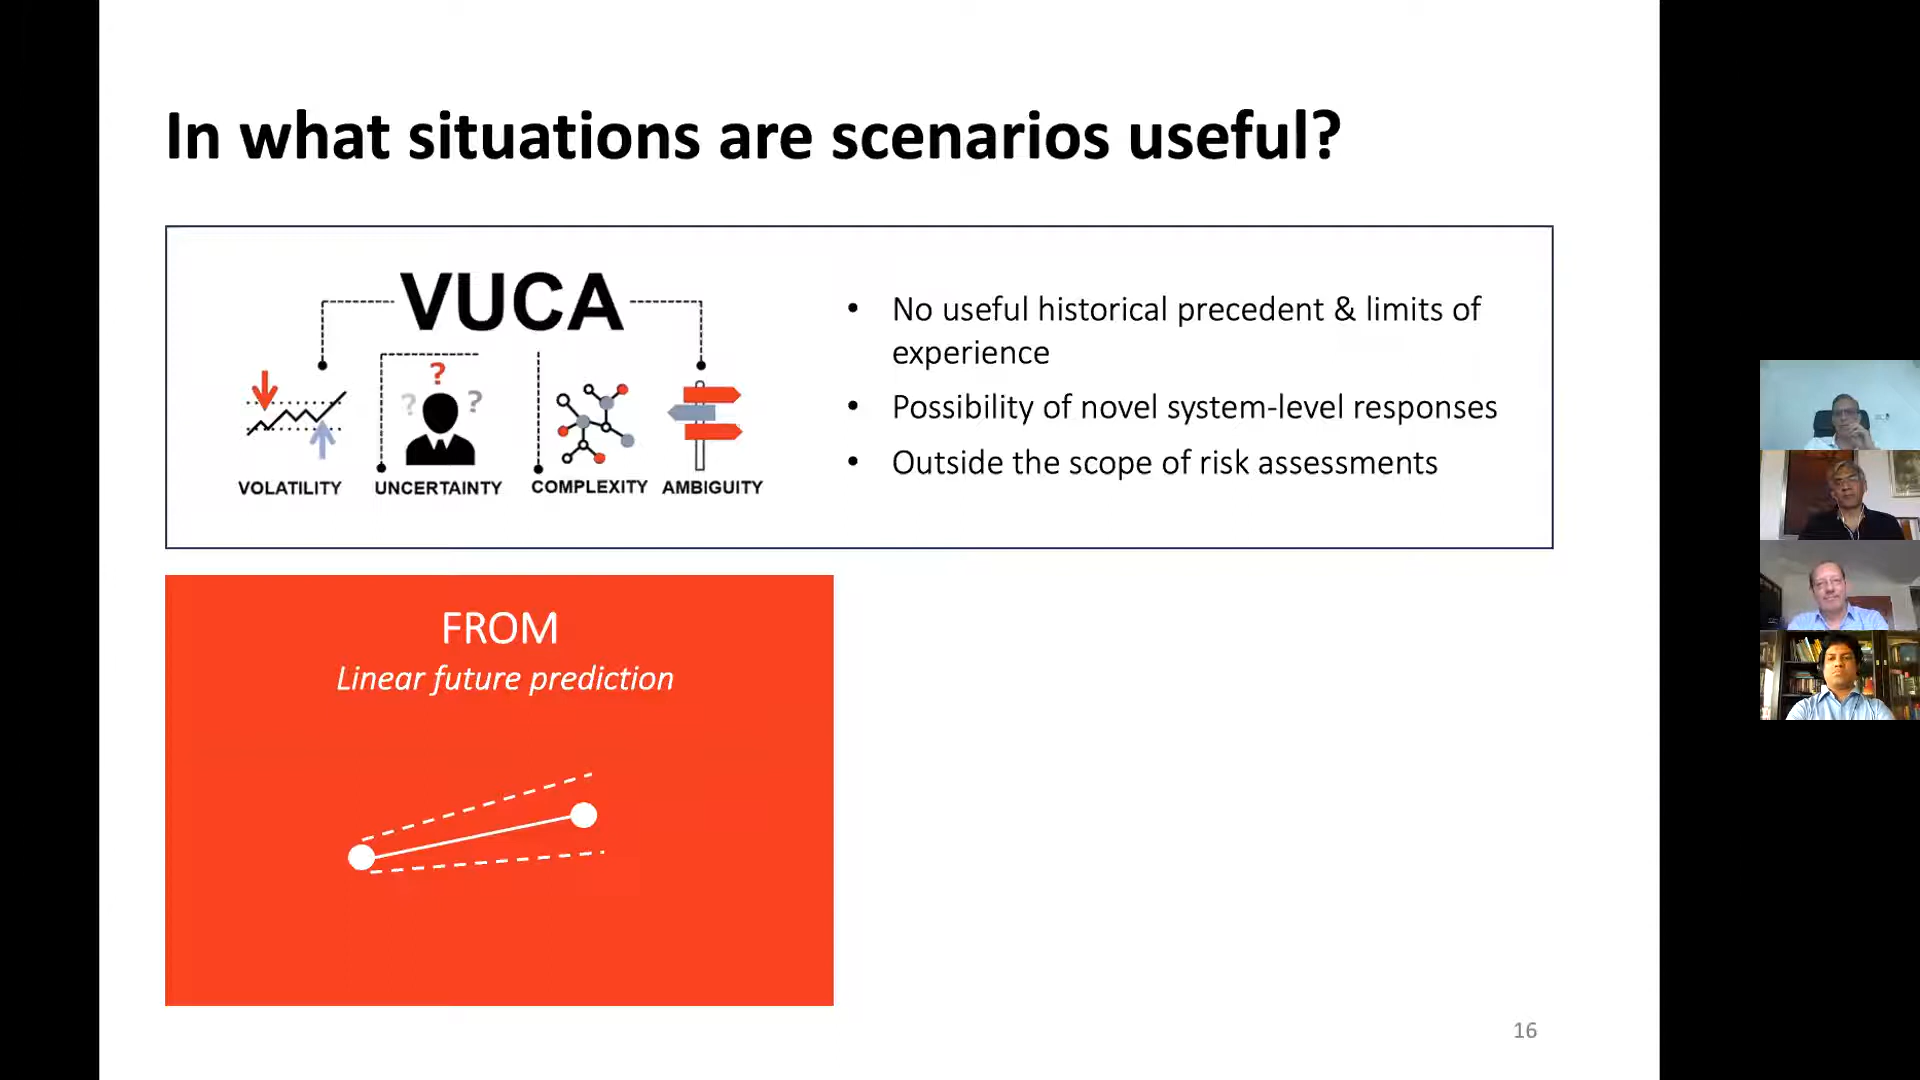 In what situations are scenarios useful?
VUCA
?
? ?
VOLATILITY UNCERTAINTY COMPLEXITY AMBIGUITY
• No useful historical precedent & limits of
experience
• Possibility of novel system-level responses
• Outside the scope of risk assessments
FROM
Linear future prediction
16